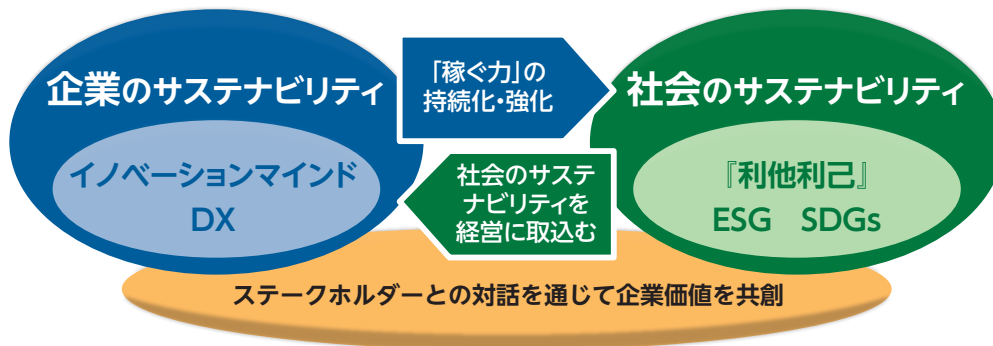 企業のサステナビリティ
イノベーションマインド
DX
「稼ぐ力」の
持続化・強化
社会のサステ
ナビリティを
経営に取込む
社会のサステナビリティ
『利他利己』
ESG SDGs
ステークホルダーとの対話を通じて企業価値を共創